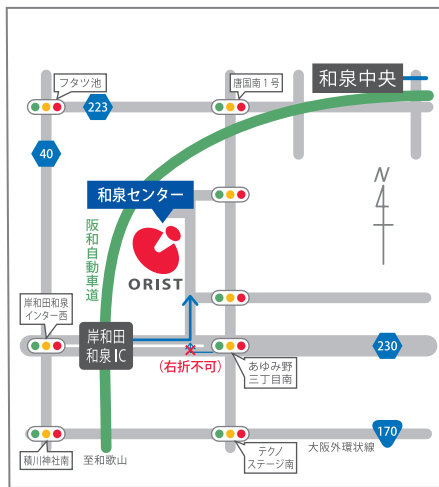 和泉中央
フタツ池
唐国南1号
223
40
N
和泉センター
阪和自動車道
ORIST
岸和田和泉
インター西
岸和田
和泉IC
(右折不可)
あゆみ野
三丁目南
230
積川神社南
至和歌山
テクノ
ステージ南
大阪外環状線
170